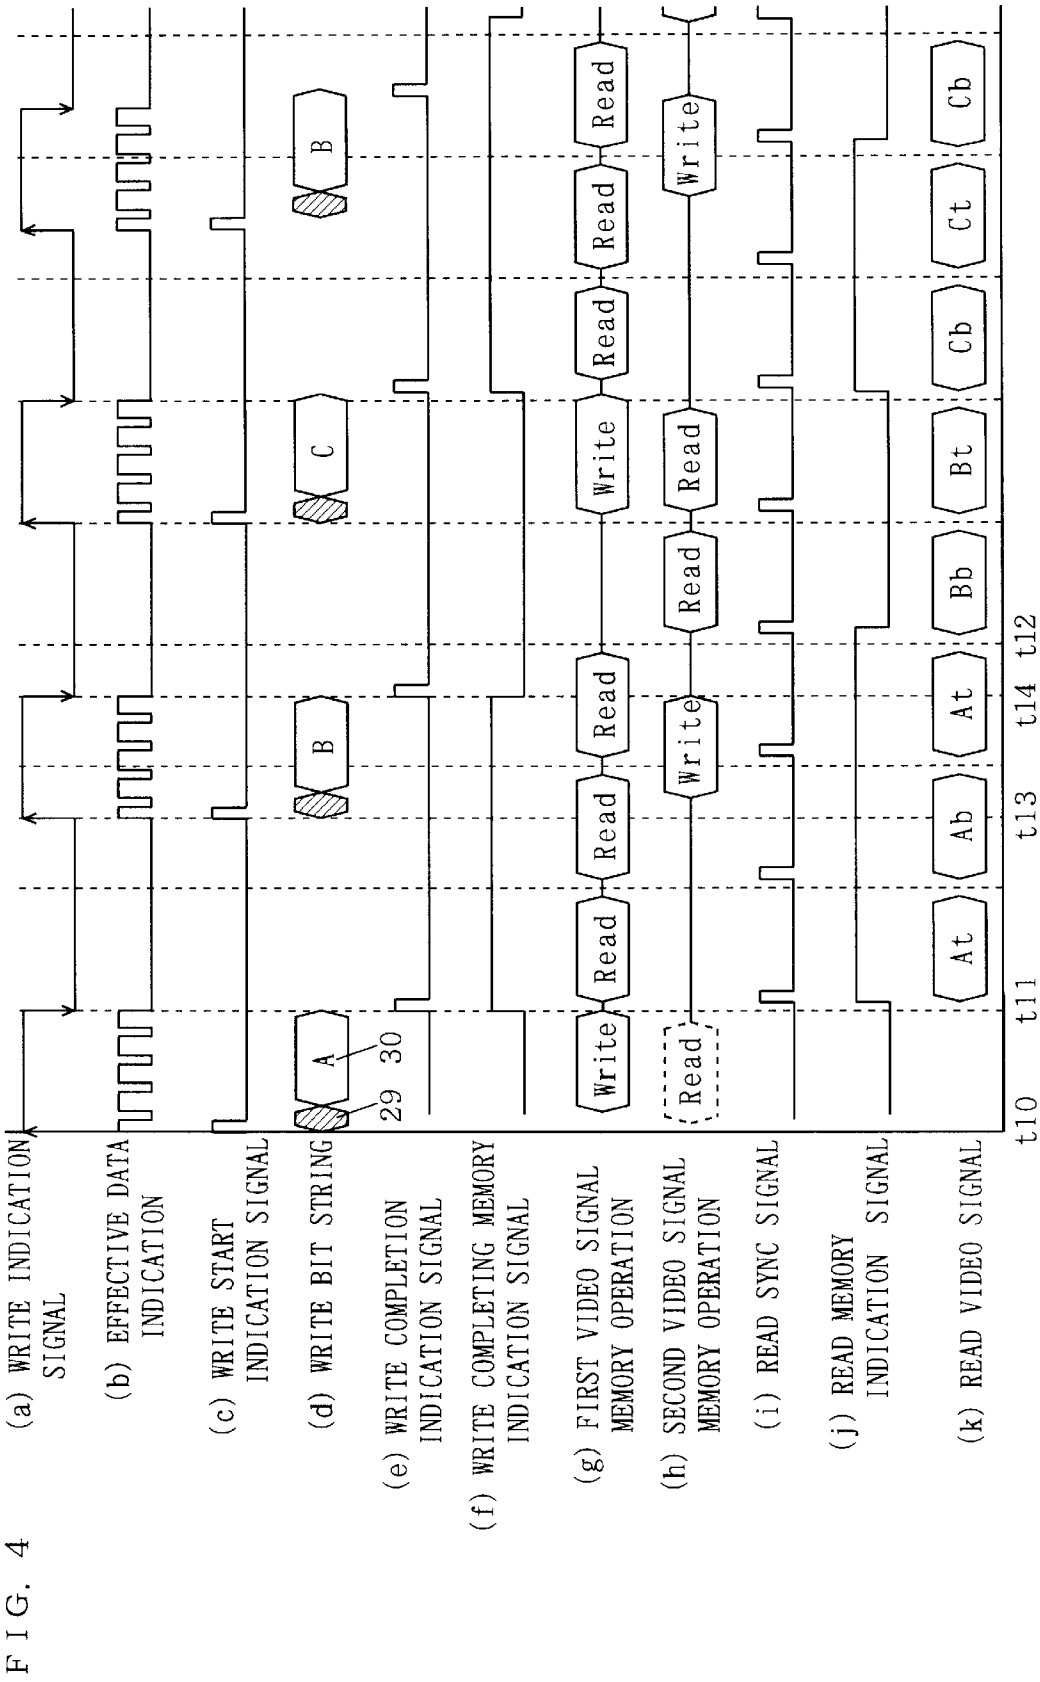 FIG. 4
(a) WRITE INDICATION
SIGNAL
(b) EFFECTIVE DATA
INDICATION
(c) WRITE START
INDICATION SIGNAL
(d) WRITE BIT STRING
A
B
C
B
29
30
(e) WRITE COMPLETION
INDICATION SIGNAL
(f) WRITE COMPLETING MEMORY
INDICATION SIGNAL
(g) FIRST VIDEO SIGNAL
MEMORY OPERATION
Write
Read
Read
Read
Write
Read
Read
Read
(h) SECOND VIDEO SIGNAL
MEMORY OPERATION
Read
Write
Read
Read
Write
(i) READ SYNC SIGNAL
(j) READ MEMORY
INDICATION SIGNAL
(k) READ VIDEO SIGNAL
At
Ab
At
Bb
Bt
Cb
Ct
Cb
t10
t11
t13
t14
t12